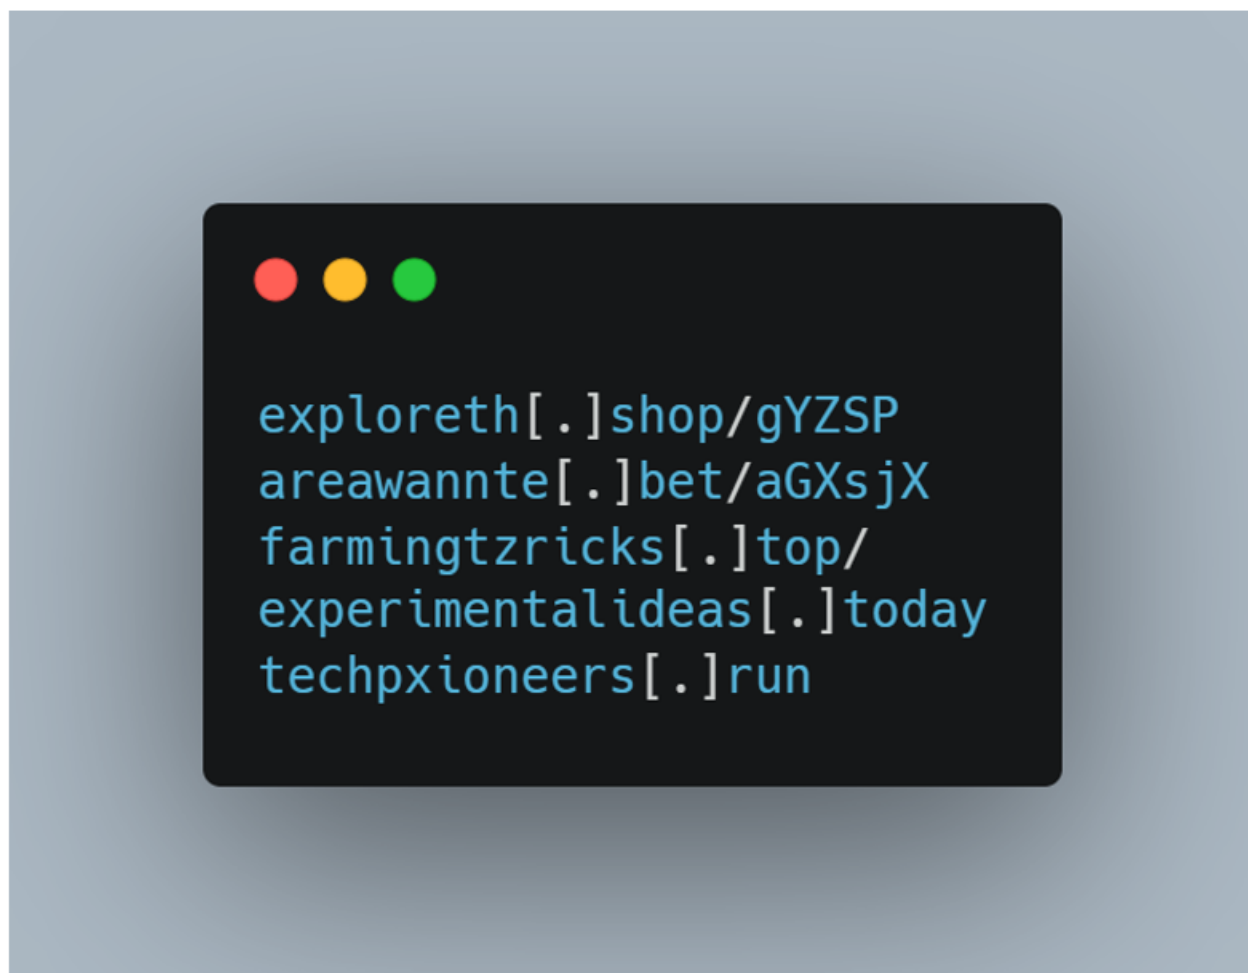 exploreth[.]shop/gYZSP
areawannte[.]bet/aGXsjX
farmingtzricks[.]top/
experimentalideas[.]today
techpxioneers[.]run